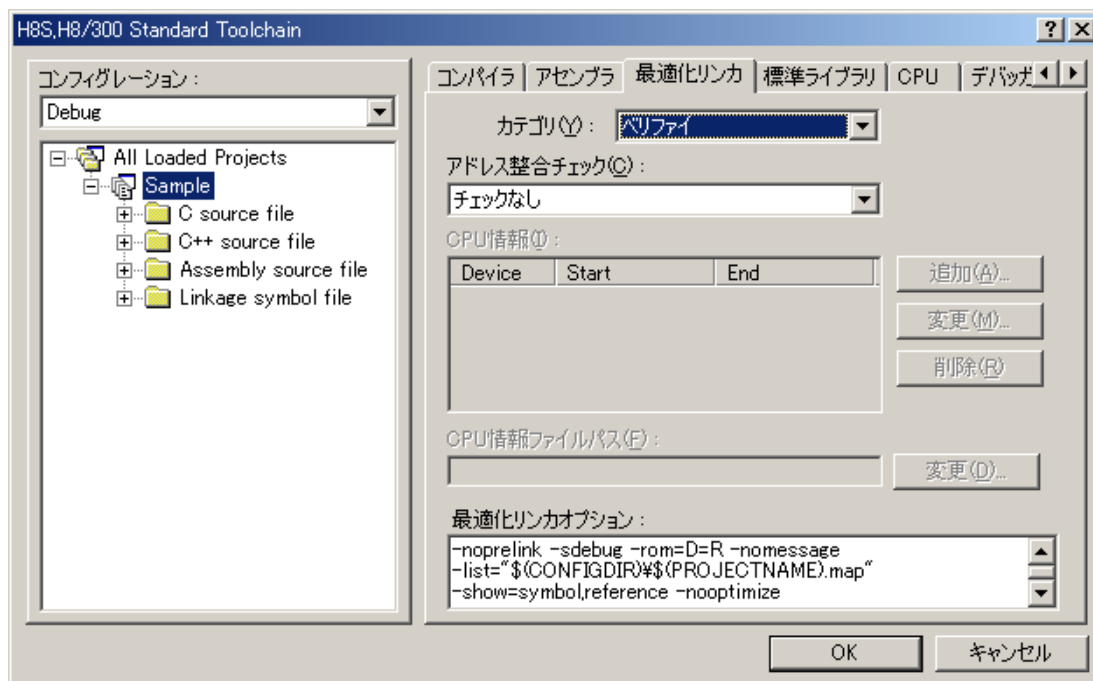 H8S,H8/300 Standard Toolchain
コンフィグレーション :
Debug
All Loaded Projects
Sample
C source file
C++ source file
Assembly source file
Linkage symbol file
コンパイラ アセンブラ 最適化リンカ 標準ライブラリ CPU デバッガ
カテゴリ(Y) : ベリファイ
アドレス整合チェック(C) :
チェックなし
CPU情報(I) :
Device Start End
追加(A)...
変更(M)...
削除(R)
CPU情報ファイルパス(F) :
変更(D)...
最適化リンカオプション :
-noprelink -sdebug -rom=D=R -nomessage
-list="$(CONFIGDIR)¥$(PROJECTNAME).map"
-show=symbol,reference -nooptimize
OK キャンセル